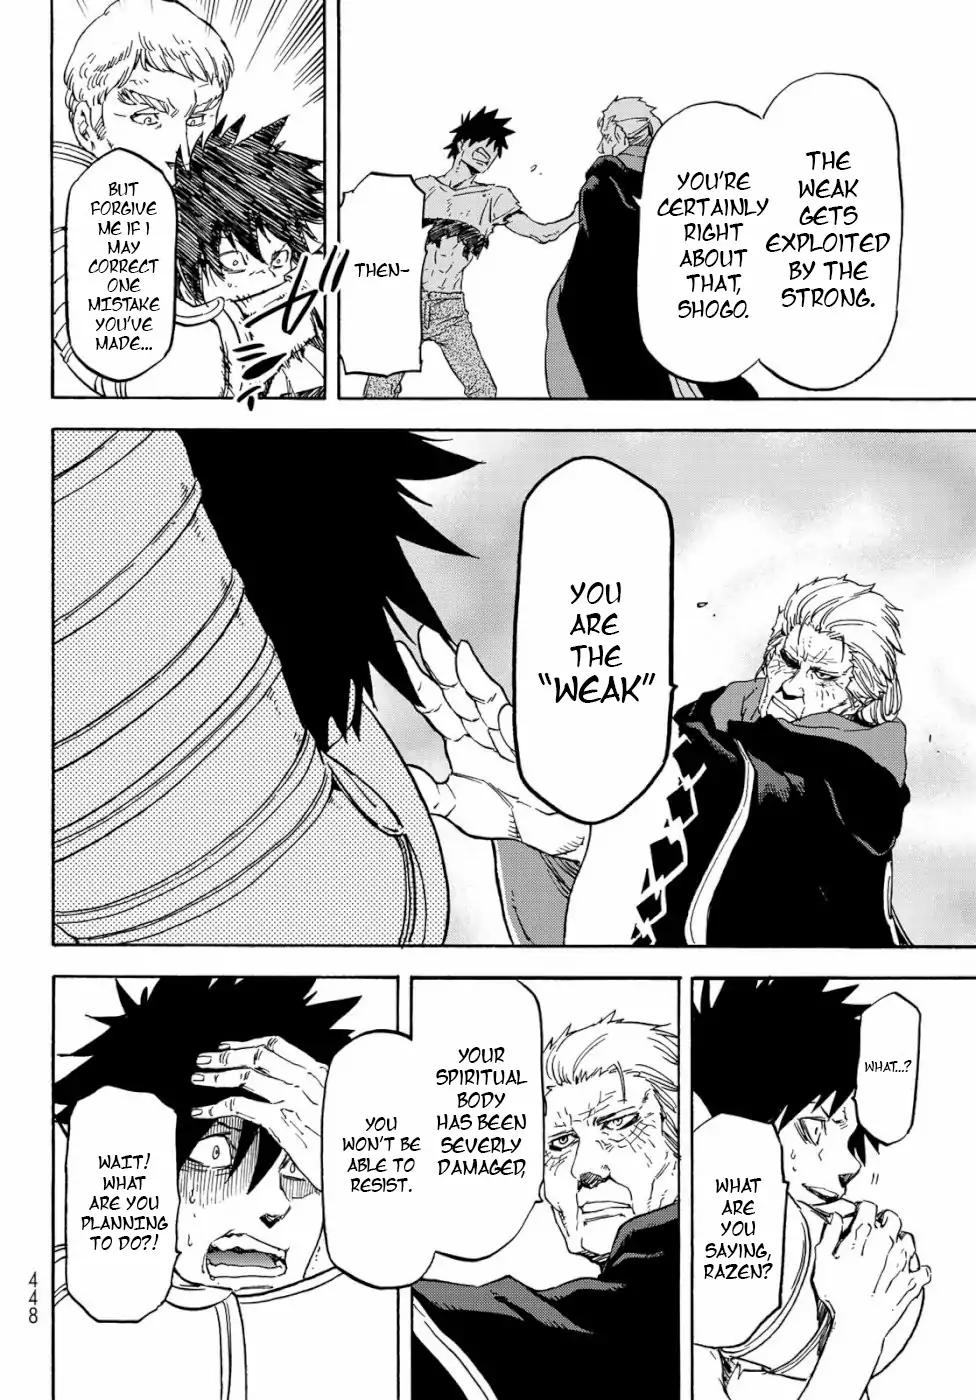 THE
WEAK
GETS
EXPLOITED
BY THE
STRONG.
YOU'RE
CERTAINLY
RIGHT
ABOUT
THAT,
SHOGO.
THEN-
BUT
FORGIVE
ME IF I
MAY
CORRECT
ONE
MISTAKE
YOU'VE
MADE...
YOU
ARE
THE
"WEAK"
WHAT...?
WHAT
ARE
YOU
SAYING,
RAZEN?
YOUR
SPIRITUAL
BODY
HAS BEEN
SEVERLY
DAMAGED,
YOU
WON'T BE
ABLE TO
RESIST.
WAIT!
WHAT
ARE YOU
PLANNING
TO DO?!
448